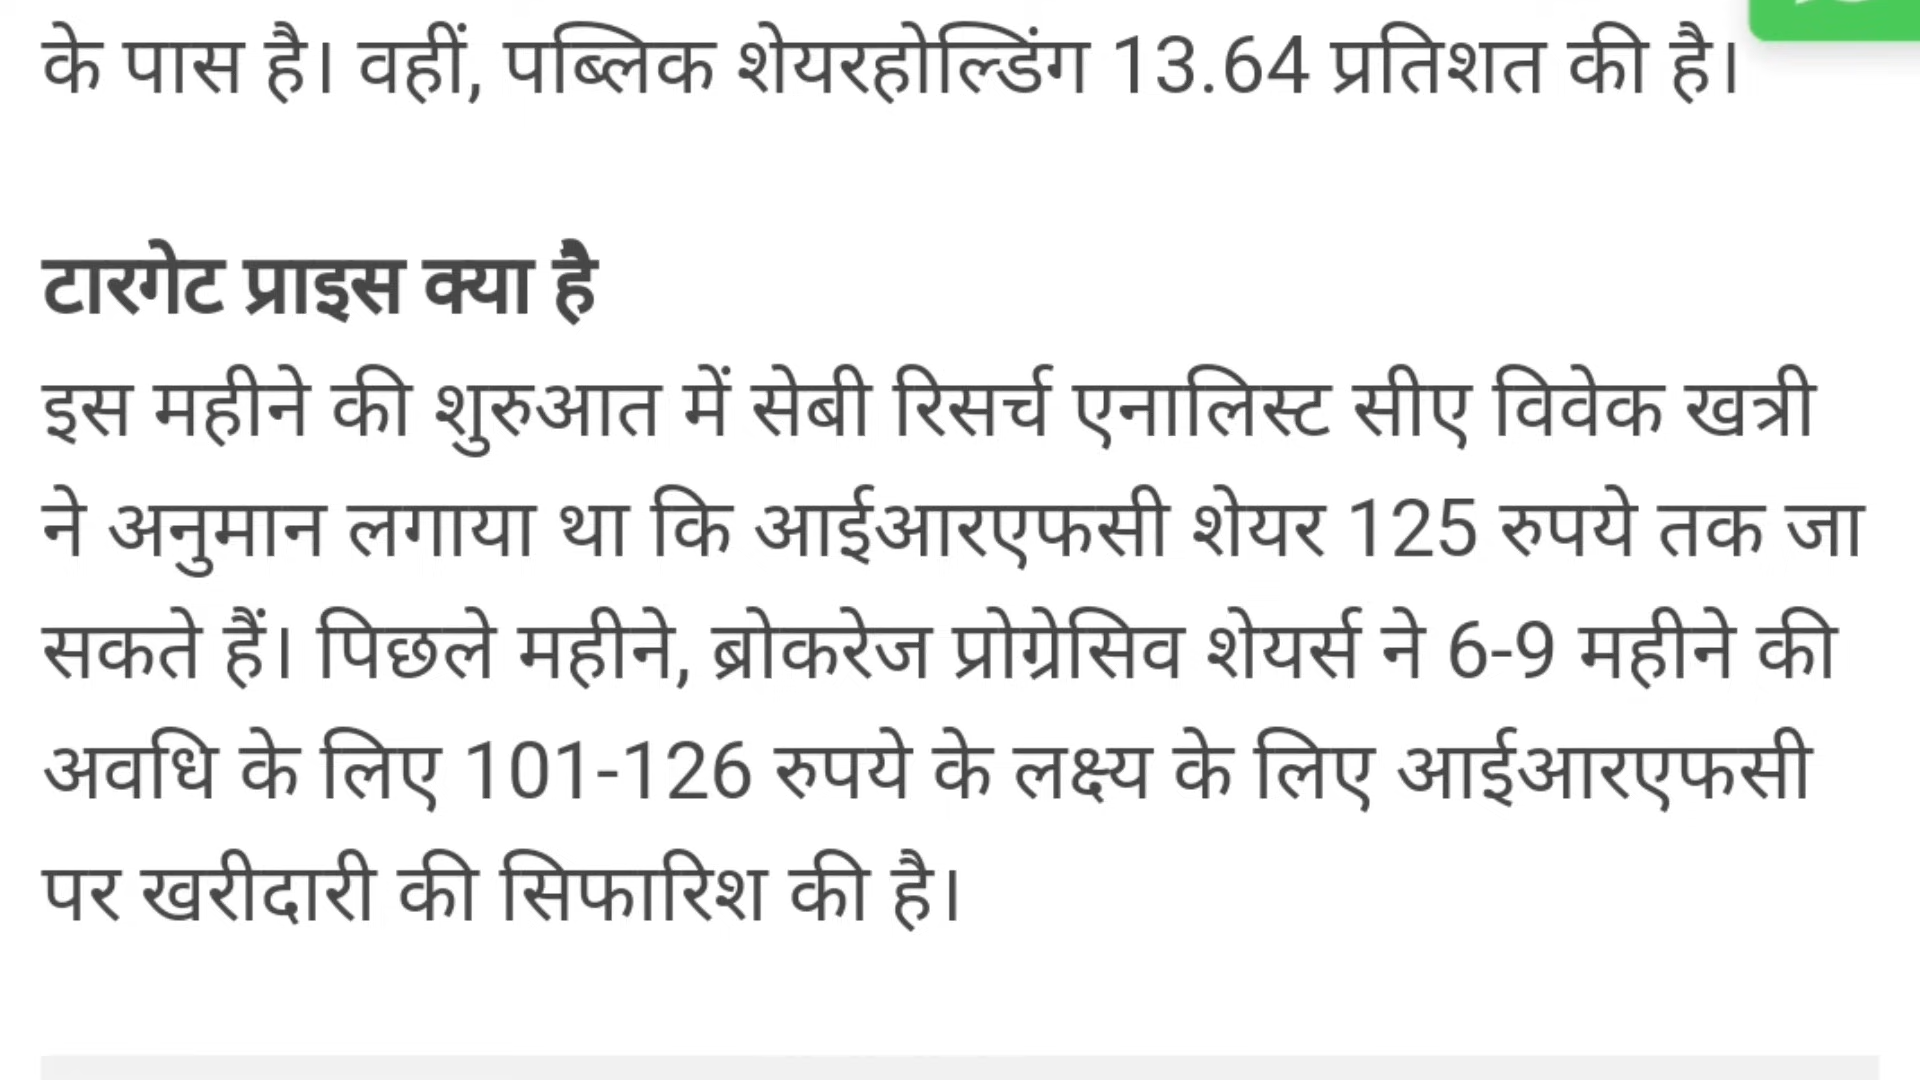 के पास है। वहीं, पब्लिक शेयरहोल्डिंग 13.64 प्रतिशत की है।
टारगेट प्राइस क्या है
इस महीने की शुरुआत में सेबी रिसर्च एनालिस्ट सीए विवेक खत्री
ने अनुमान लगाया था कि आईआरएफसी शेयर 125 रुपये तक जा
सकते हैं। पिछले महीने, ब्रोकरेज प्रोग्रेसिव शेयर्स ने 6-9 महीने की
अवधि के लिए 101-126 रुपये के लक्ष्य के लिए आईआरएफसी
पर खरीदारी की सिफारिश की है।